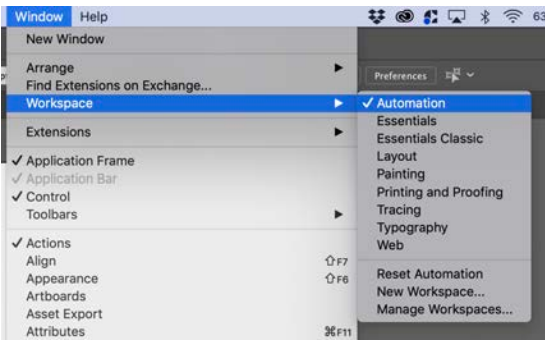 Window Help 63
New Window
Arrange
Find Extensions on Exchange...
Workspace
Extensions
✓ Application Frame
✓ Application Bar
✓ Control
Toolbars
✓ Actions
Align ⇧F7
Appearance ⇧F6
Artboards
Asset Export
Attributes ⌘F11
Preferences
✓ Automation
Essentials
Essentials Classic
Layout
Painting
Printing and Proofing
Tracing
Typography
Web
Reset Automation
New Workspace...
Manage Workspaces...